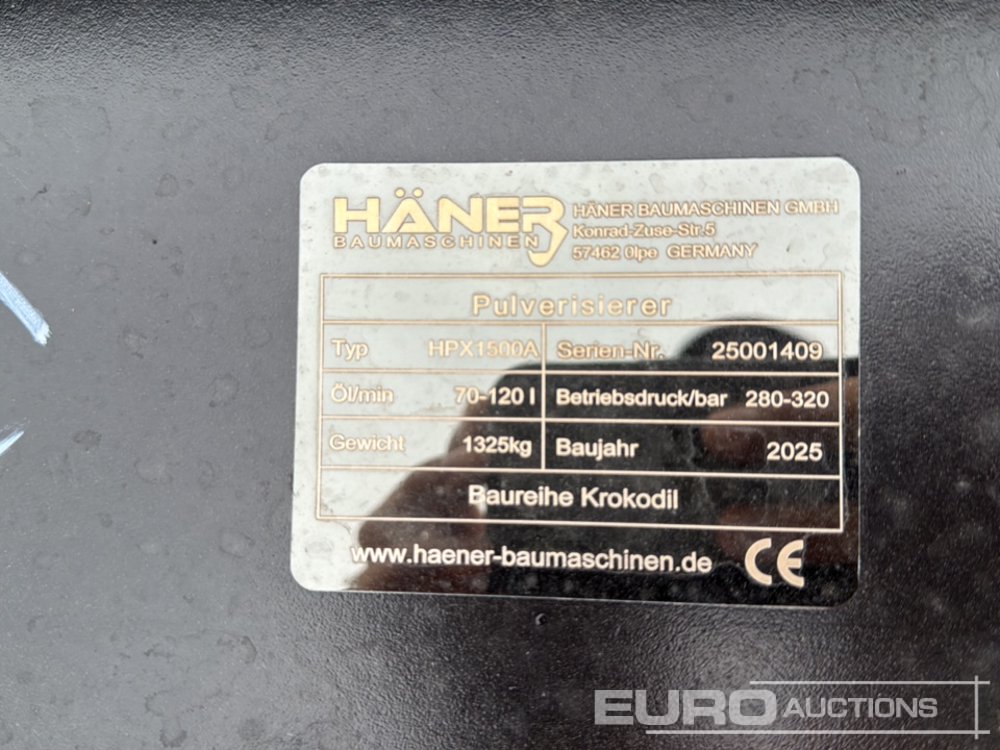 HÄNER
BAUMASCHINEN
HÄNER BAUMASCHINEN GMBH
Konrad-Zuse-Str.5
57462 Olpe GERMANY
Pulverisierer
Typ HPX1500A Serien-Nr. 25001409
Öl/min 70-120 l Betriebsdruck/bar 280-320
Gewicht 1325kg Baujahr 2025
Baureihe Krokodil
www.haener-baumaschinen.de CE
EURO AUCTIONS